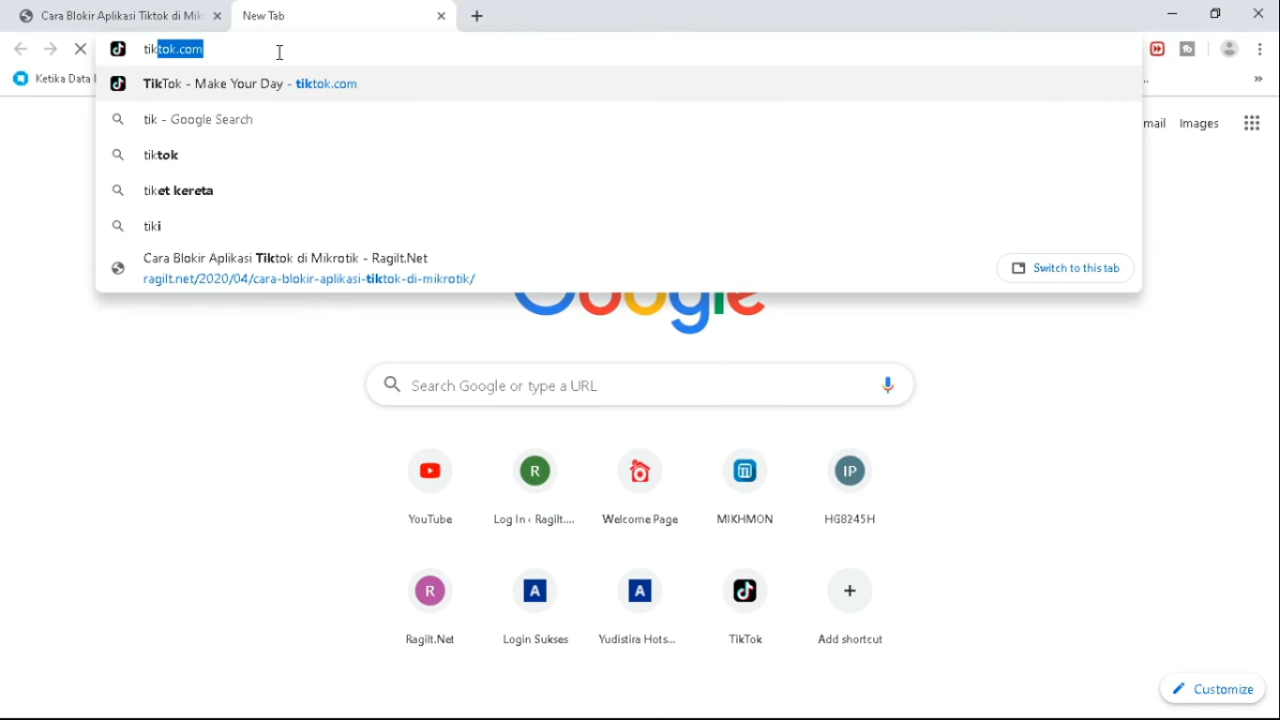 Cara Blokir Aplikasi Tiktok di Mik
New Tab
tiktok.com
Ketika Data
TikTok - Make Your Day - tiktok.com
tik - Google Search
tiktok
tiket kereta
tiki
Cara Blokir Aplikasi Tiktok di Mikrotik - Ragilt.Net
ragilt.net/2020/04/cara-blokir-aplikasi-tiktok-di-mikrotik/
Switch to this tab
mail Images
Google
Search Google or type a URL
R IP
YouTube Log In ‹ Ragilt.... Welcome Page MIKHMON HG8245H
R A A
Ragilt.Net Login Sukses Yudistira Hots... TikTok Add shortcut
Customize